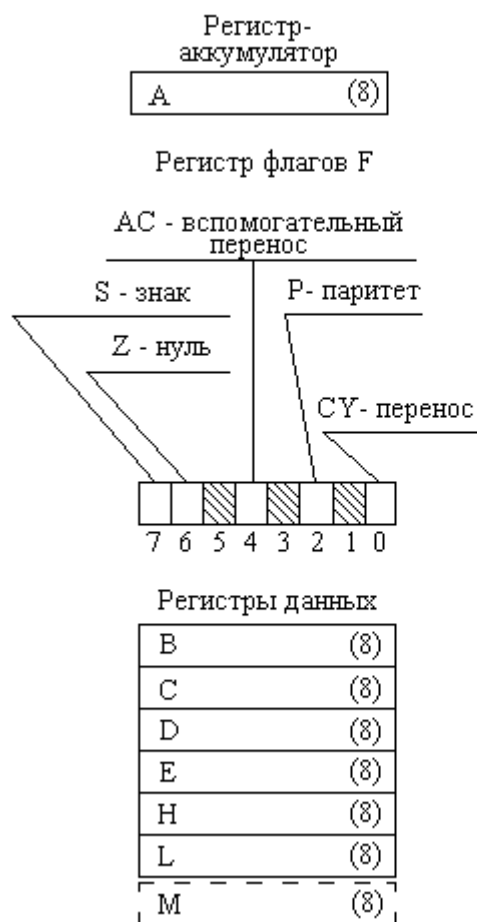 Регистр-
аккумулятор
A (8)
Регистр флагов F
AC - вспомогательный
перенос
S - знак
P- паритет
Z - нуль
CY- перенос
7 6 5 4 3 2 1 0
Регистры данных
B (8)
C (8)
D (8)
E (8)
H (8)
L (8)
M (8)